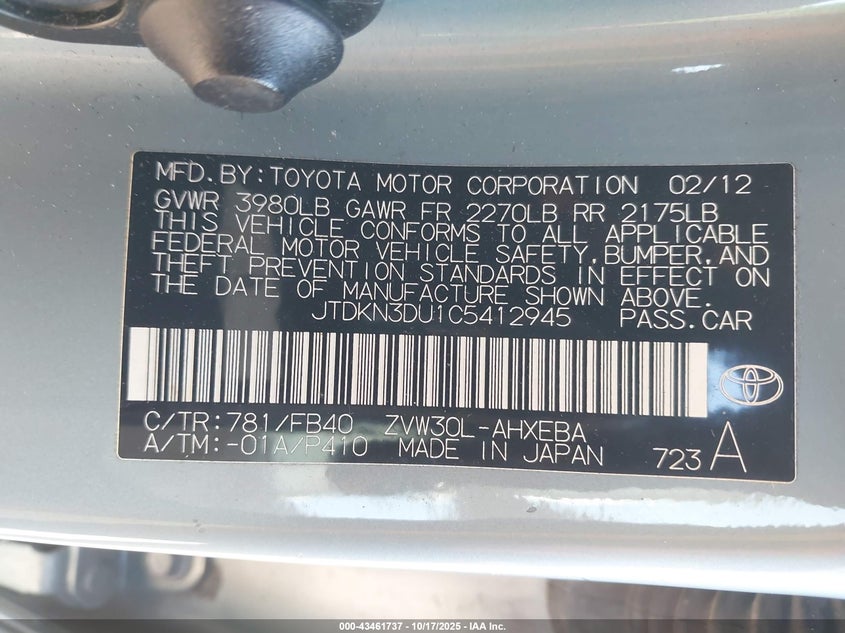 MFD. BY: TOYOTA MOTOR CORPORATION 02/12
GVWR 3980LB GAWR FR 2270LB RR 2175LB
THIS VEHICLE CONFORMS TO ALL APPLICABLE
FEDERAL MOTOR VEHICLE SAFETY, BUMPER, AND
THEFT PREVENTION STANDARDS IN EFFECT ON
THE DATE OF MANUFACTURE SHOWN ABOVE.
JTDKN3DU1C5412945 PASS. CAR
C/TR: 781/FB40 ZVW30L-AHXEBA
A/TM: -01A/P410 MADE IN JAPAN 723 A
000-43461737 - 10/17/2025 - IAA Inc.